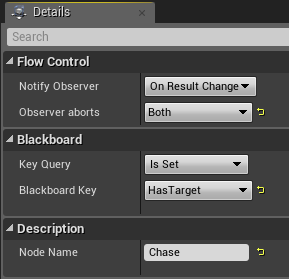 Details
Search
Flow Control
Notify Observer On Result Change
Observer aborts Both
Blackboard
Key Query Is Set
Blackboard Key HasTarget
Description
Node Name Chase